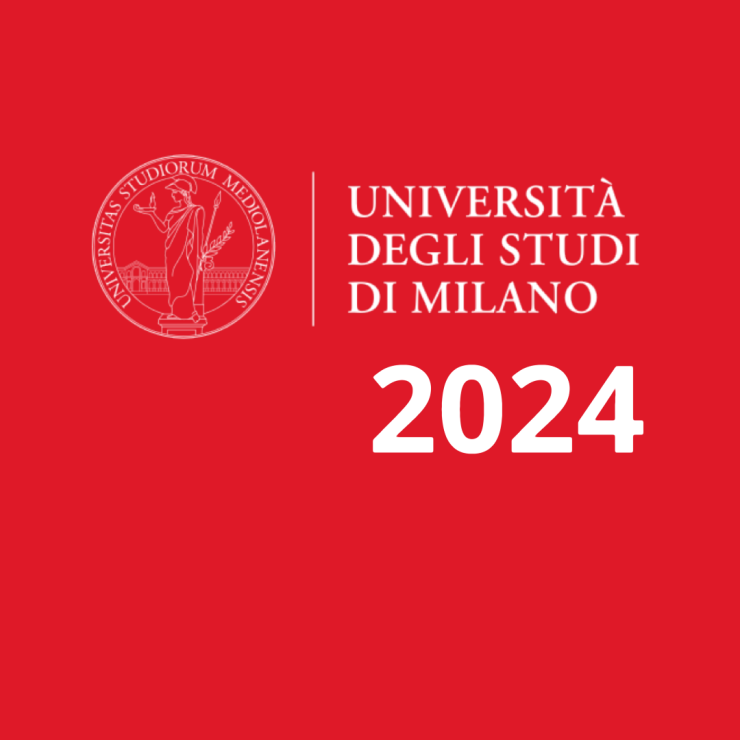 UNIVERSITAS STUDIORUM MEDIOLANENSIS
UNIVERSITÀ
DEGLI STUDI
DI MILANO
2024